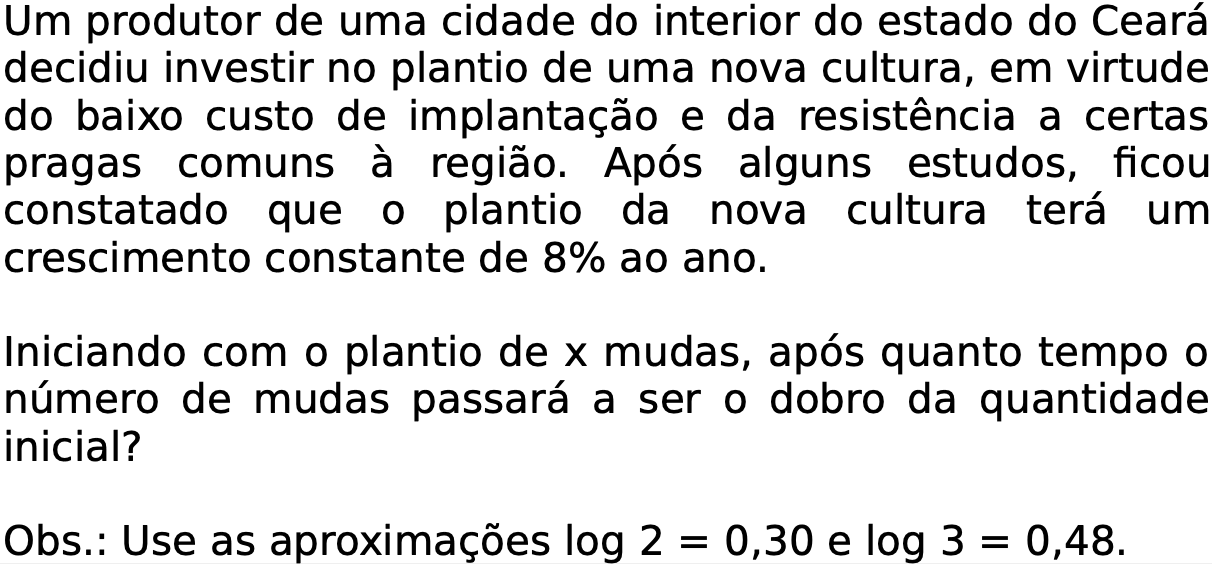 Um produtor de uma cidade do interior do estado do Ceará
decidiu investir no plantio de uma nova cultura, em virtude
do baixo custo de implantação e da resistência a certas
pragas comuns à região. Após alguns estudos, ficou
constatado que o plantio da nova cultura terá um
crescimento constante de 8% ao ano.
Iniciando com o plantio de x mudas, após quanto tempo o
número de mudas passará a ser o dobro da quantidade
inicial?
Obs.: Use as aproximações log 2 = 0,30 e log 3 = 0,48.